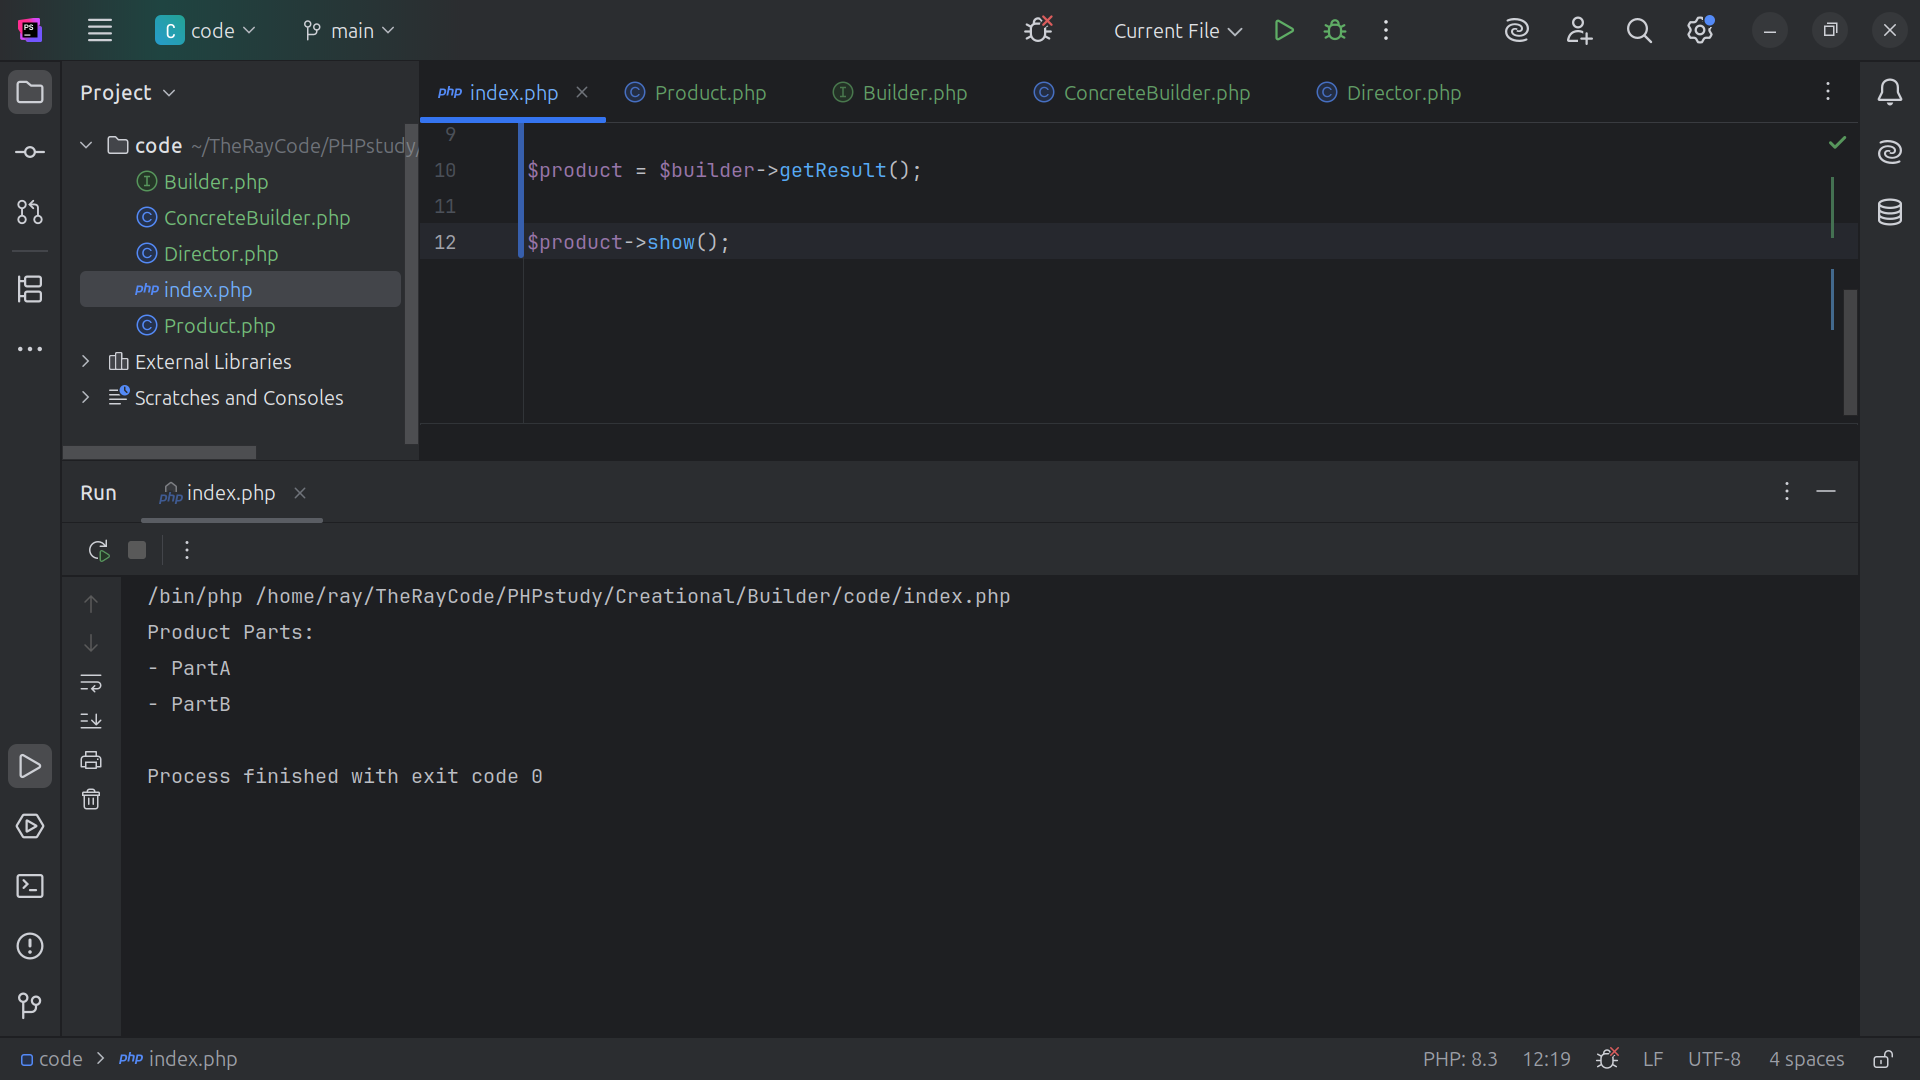 code
main
Current File
Project
code ~/TheRayCode/PHPstudy/
Builder.php
ConcreteBuilder.php
Director.php
php index.php
Product.php
External Libraries
Scratches and Consoles
php index.php
Product.php
Builder.php
ConcreteBuilder.php
Director.php
9
10 $product = $builder->getResult();
11
12 $product->show();
Run
php index.php
/bin/php /home/ray/TheRayCode/PHPstudy/Creational/Builder/code/index.php
Product Parts:
- PartA
- PartB
Process finished with exit code 0
code > php index.php
PHP: 8.3 12:19 LF UTF-8 4 spaces